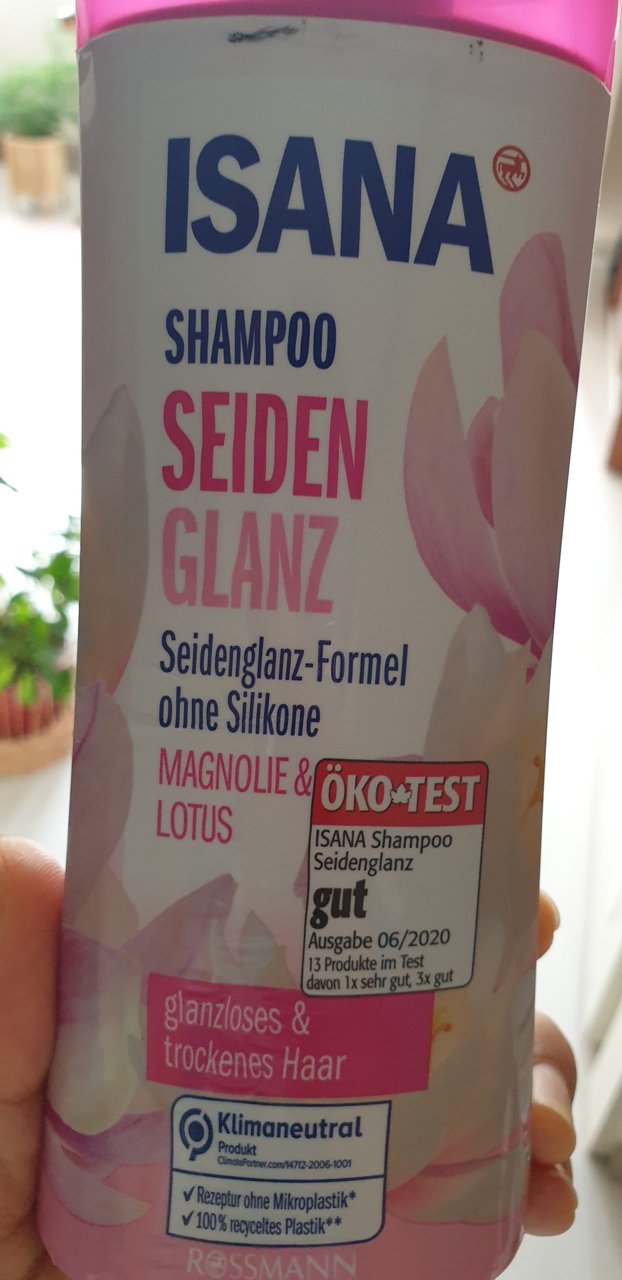 ISANA
SHAMPOO
SEIDEN
GLANZ
Seidenglanz-Formel
ohne Silikone
MAGNOLIE &
LOTUS
ÖKO TEST
ISANA Shampoo
Seidenglanz
gut
Ausgabe 06/2020
13 Produkte im Test
davon 1x sehr gut, 3x gut
glanzloses &
trockenes Haar
Klimaneutral
Produkt
ClimatePartner.com/14712-2006-1001
✓ Rezeptur ohne Mikroplastik*
✓ 100% recyceltes Plastik**
ROSSMANN